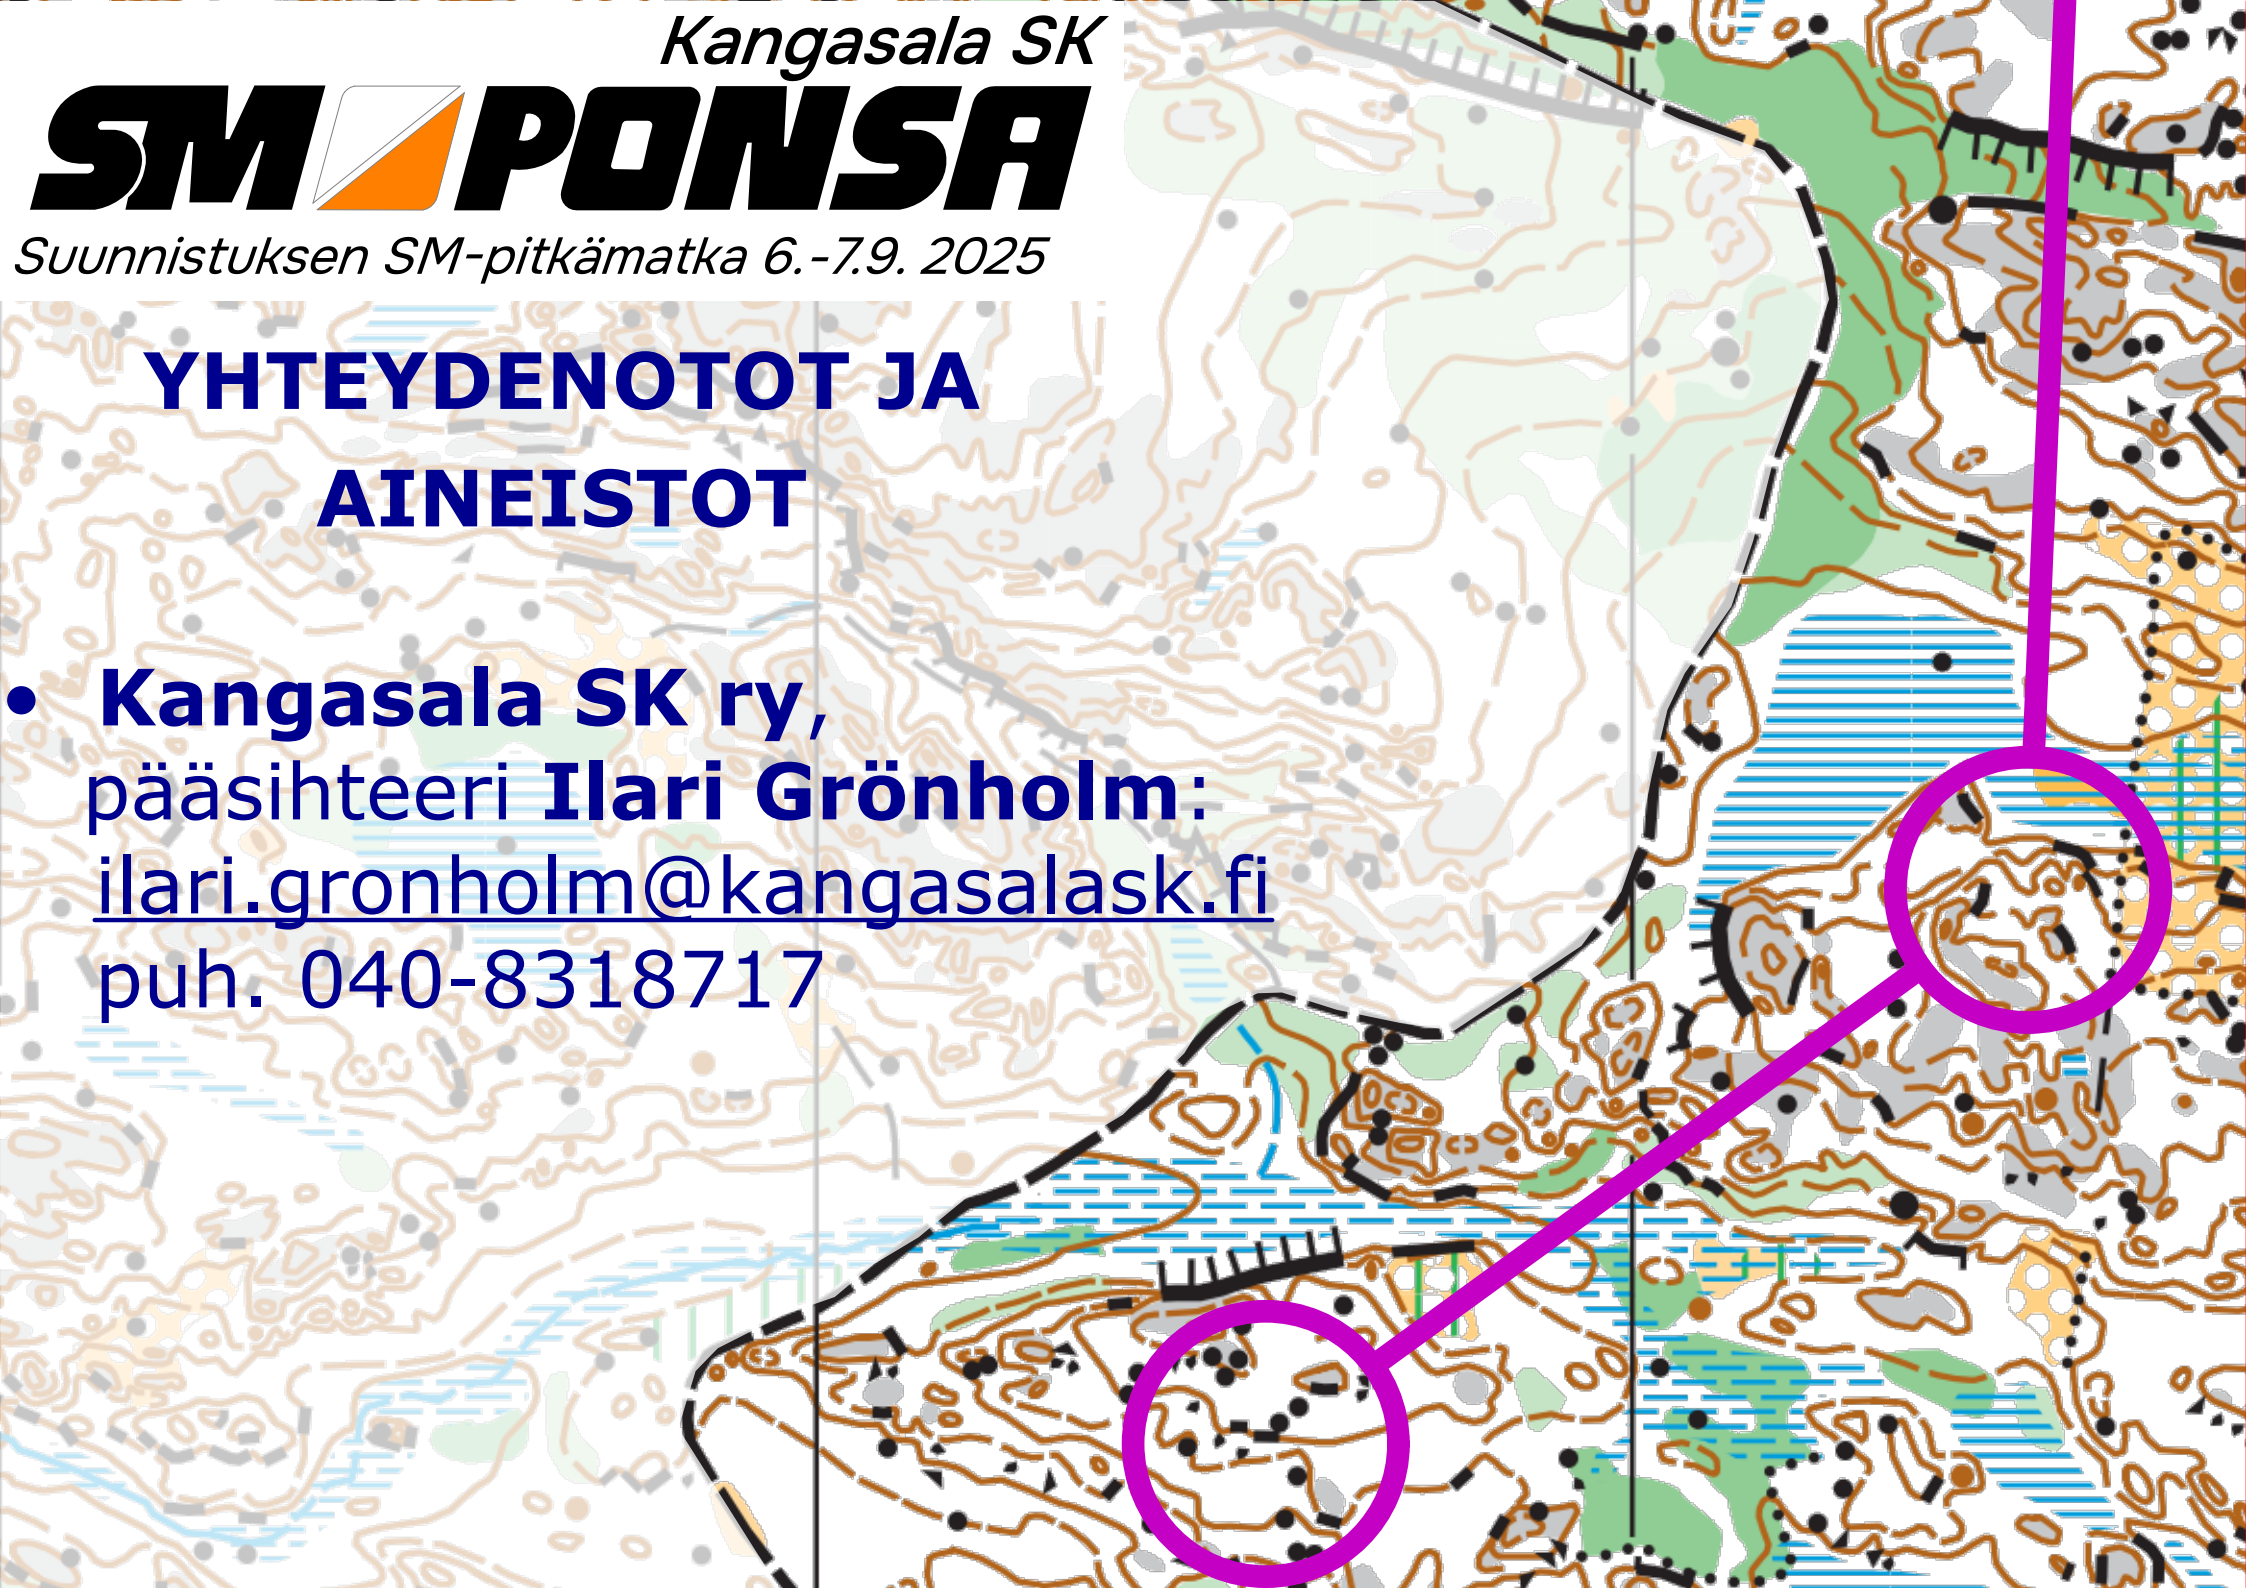 Kangasala SK
SM PONSA
Suunnistuksen SM-pitkämatka 6.-7.9. 2025
YHTEYDENOTOT JA
AINEISTOT
• Kangasala SK ry,
pääsihteeri Ilari Grönholm:
ilari.gronholm@kangasalask.fi
puh. 040-8318717